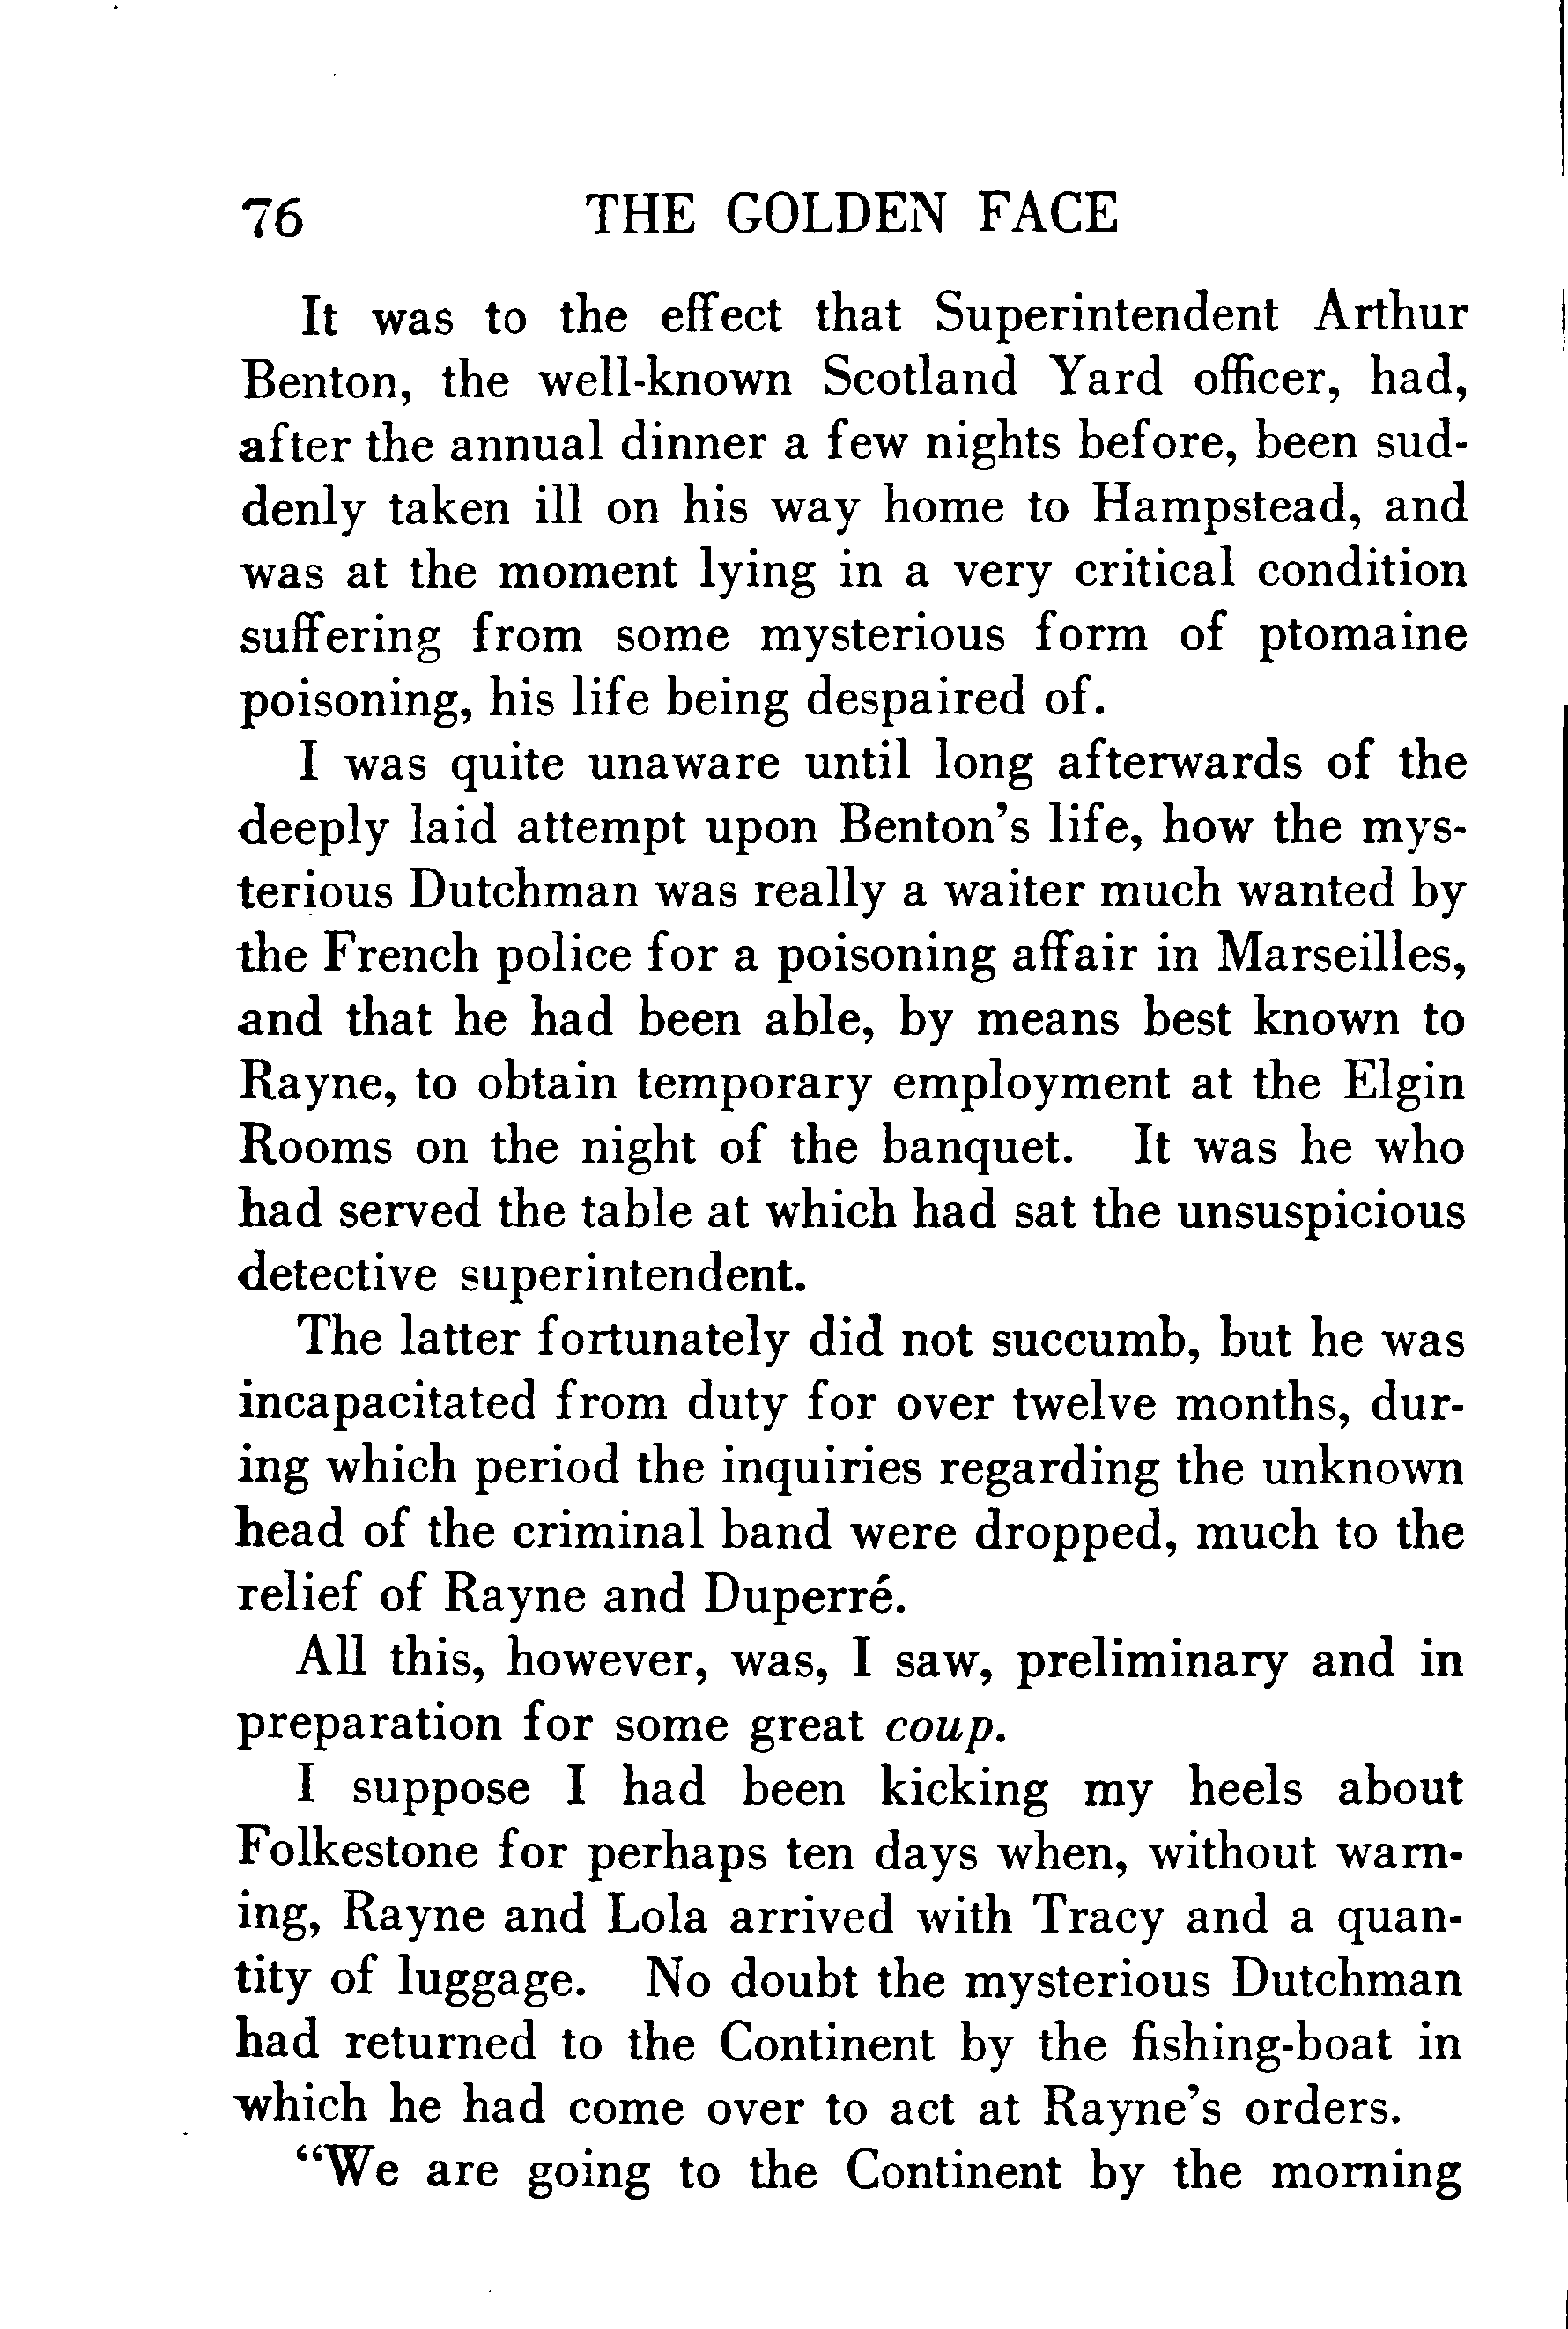 76 THE GOLDEN FACE
It was to the effect that Superintendent Arthur
Benton, the well-known Scotland Yard officer, had,
after the annual dinner a few nights before, been sud-
denly taken ill on his way home to Hampstead, and
was at the moment lying in a very critical condition
suffering from some mysterious form of ptomaine
poisoning, his life being despaired of.
I was quite unaware until long afterwards of the
deeply laid attempt upon Benton's life, how the mys-
terious Dutchman was really a waiter much wanted by
the French police for a poisoning affair in Marseilles,
and that he had been able, by means best known to
Rayne, to obtain temporary employment at the Elgin
Rooms on the night of the banquet. It was he who
had served the table at which had sat the unsuspicious
detective superintendent.
The latter fortunately did not succumb, but he was
incapacitated from duty for over twelve months, dur-
ing which period the inquiries regarding the unknown
head of the criminal band were dropped, much to the
relief of Rayne and Duperré.
All this, however, was, I saw, preliminary and in
preparation for some great coup.
I suppose I had been kicking my heels about
Folkestone for perhaps ten days when, without warn-
ing, Rayne and Lola arrived with Tracy and a quan-
tity of luggage. No doubt the mysterious Dutchman
had returned to the Continent by the fishing-boat in
which he had come over to act at Rayne's orders.
"We are going to the Continent by the morning